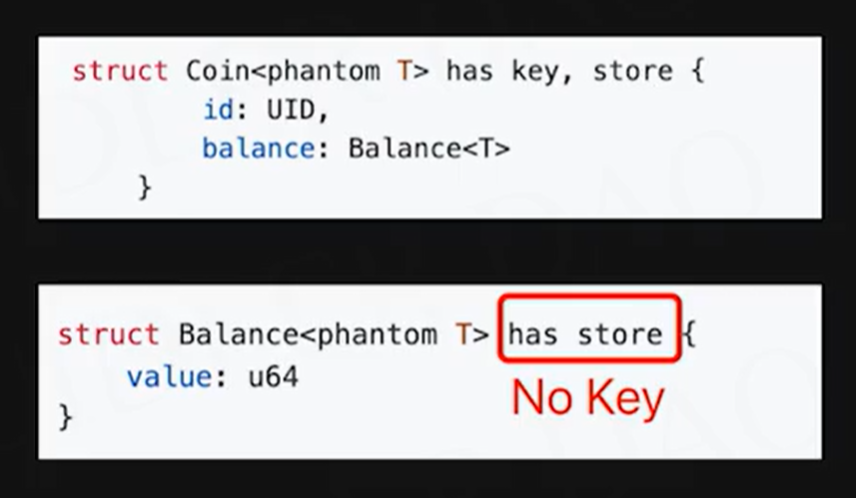 struct Coin<phantom T> has key, store {
id: UID,
balance: Balance<T>
}
struct Balance<phantom T> has store {
value: u64
No Key
}